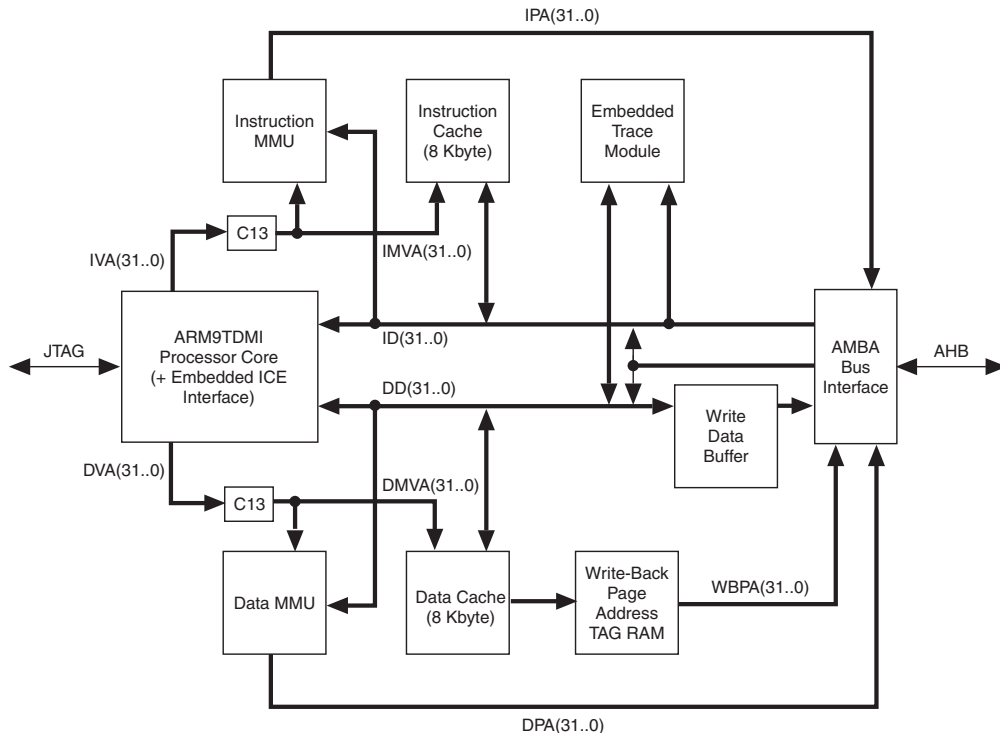 IPA(31..0)
Instruction
MMU
Instruction
Cache
(8 Kbyte)
Embedded
Trace
Module
C13
IVA(31..0)
IMVA(31..0)
ARM9TDMI
Processor Core
(+ Embedded ICE
Interface)
JTAG
ID(31..0)
DD(31..0)
AMBA
Bus
Interface
AHB
Write
Data
Buffer
DVA(31..0)
C13
DMVA(31..0)
Data MMU
Data Cache
(8 Kbyte)
Write-Back
Page
Address
TAG RAM
WBPA(31..0)
DPA(31..0)